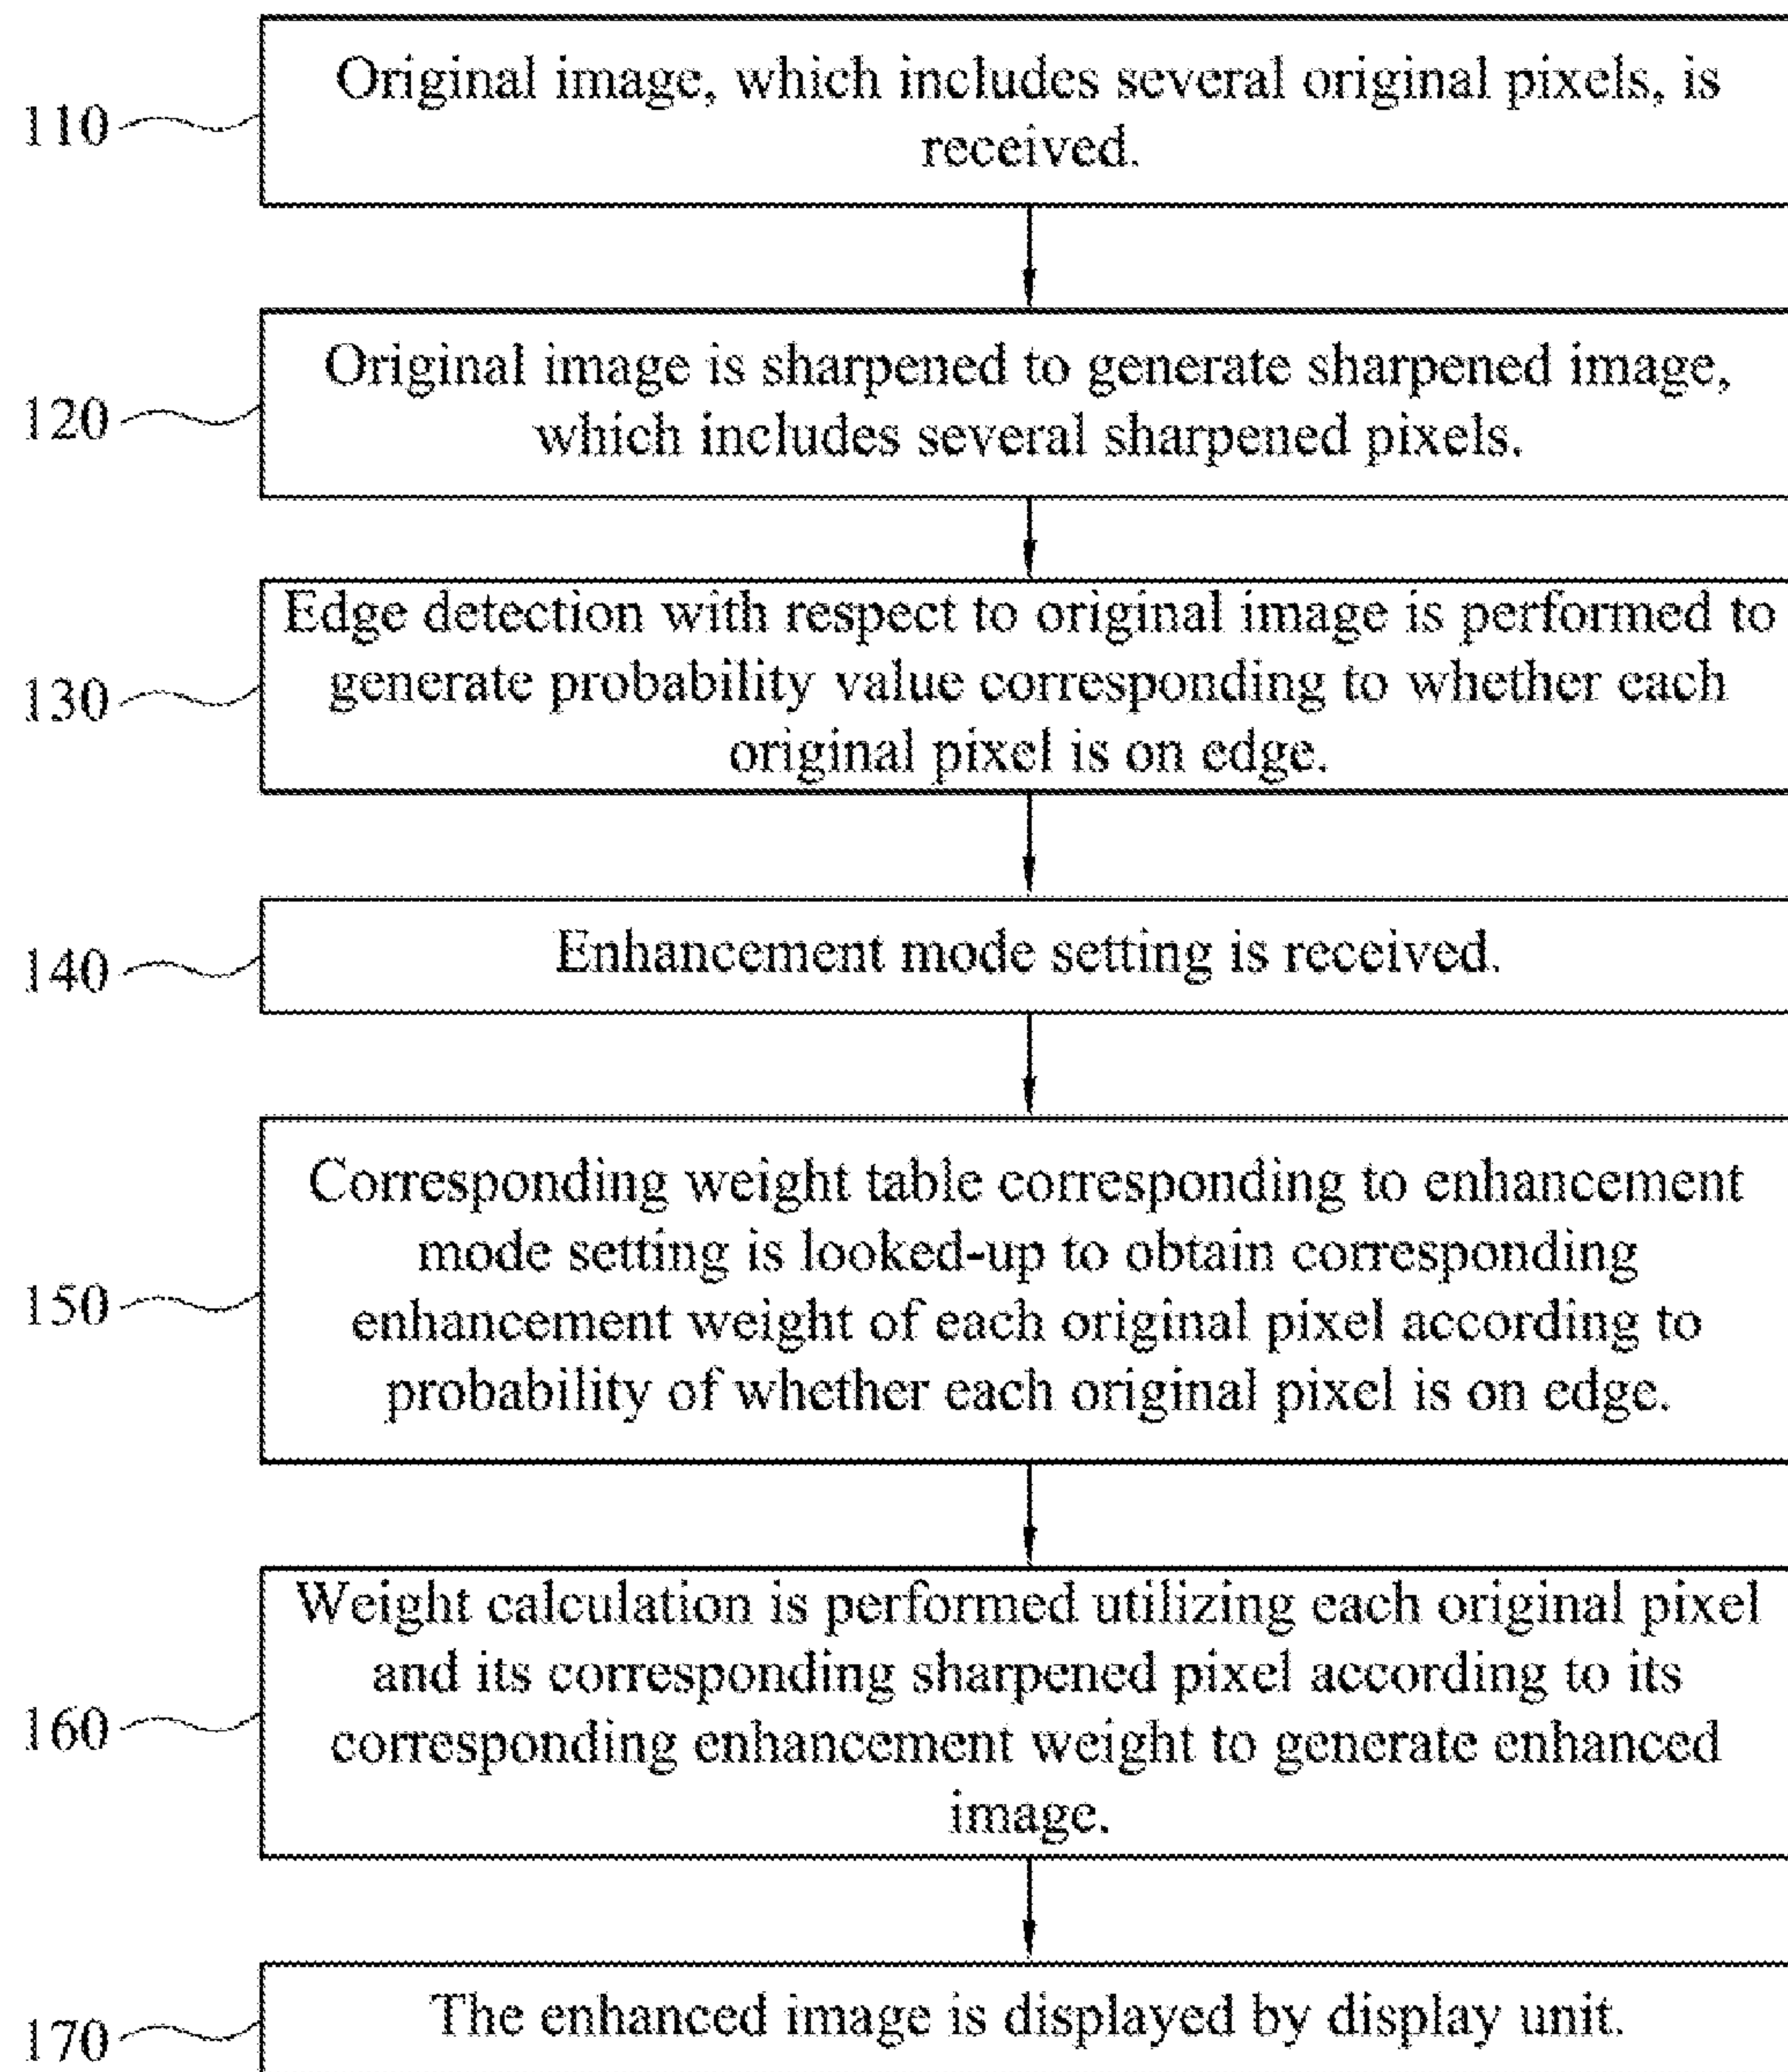 110
Original image, which includes several original pixels, is
received.
120
Original image is sharpened to generate sharpened image,
which includes several sharpened pixels.
130
Edge detection with respect to original image is performed to
generate probability value corresponding to whether each
original pixel is on edge.
140
Enhancement mode setting is received.
150
Corresponding weight table corresponding to enhancement
mode setting is looked-up to obtain corresponding
enhancement weight of each original pixel according to
probability of whether each original pixel is on edge.
160
Weight calculation is performed utilizing each original pixel
and its corresponding sharpened pixel according to its
corresponding enhancement weight to generate enhanced
image.
170
The enhanced image is displayed by display unit.